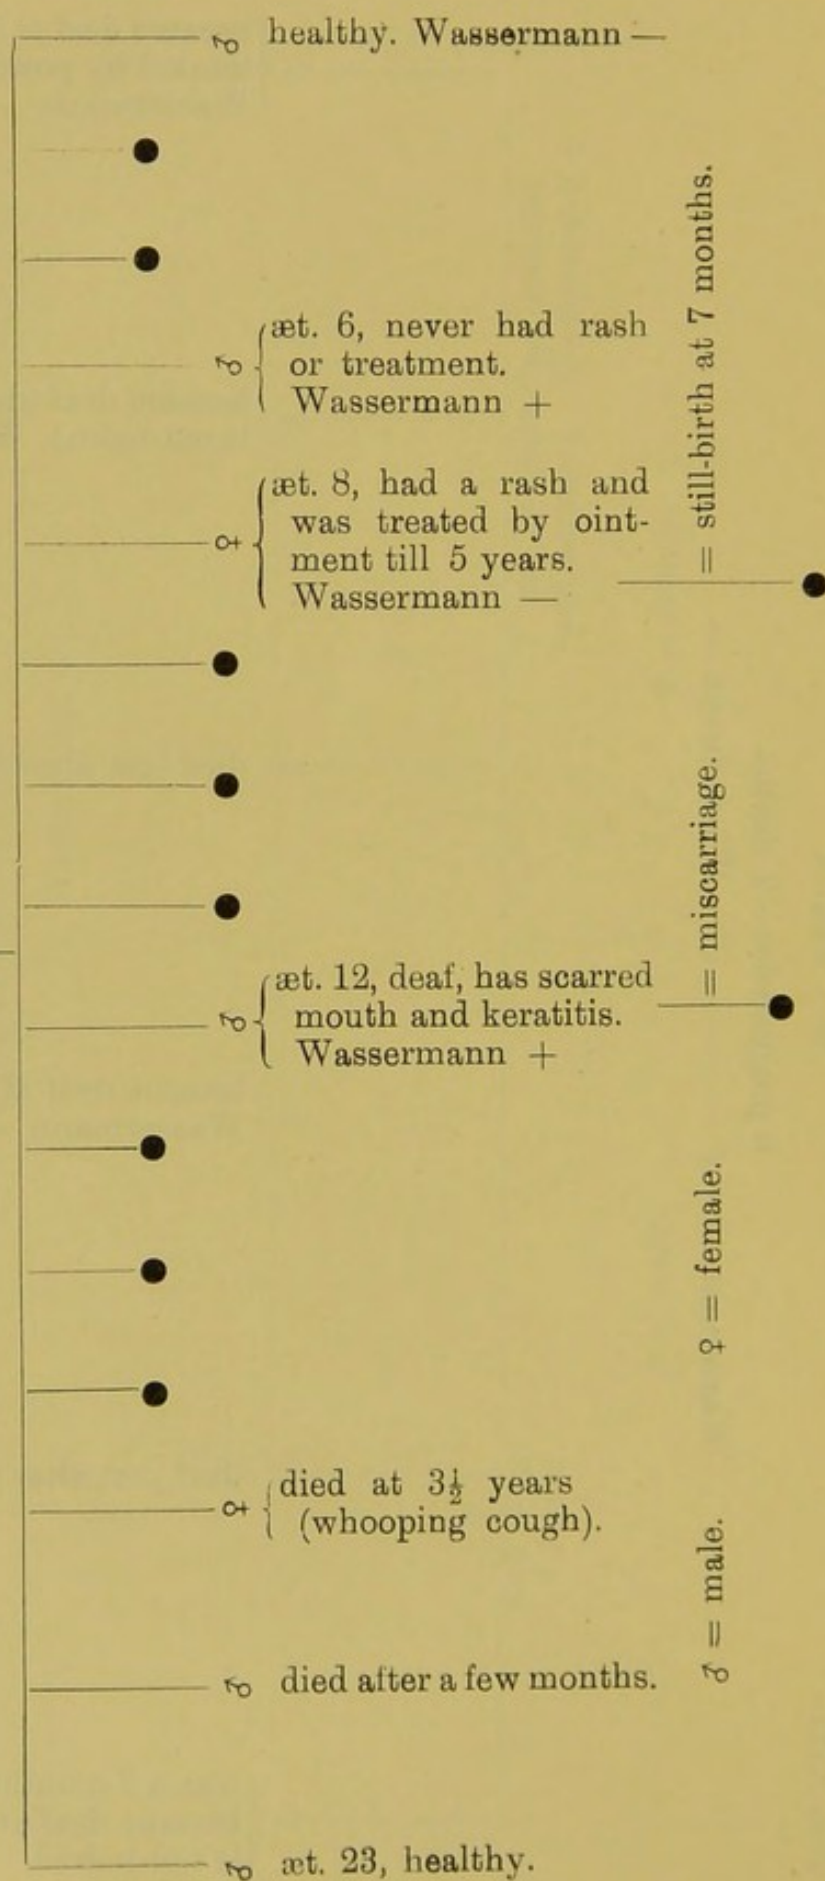 ♂ healthy. Wassermann —
♂ æt. 6, never had rash
or treatment.
Wassermann +
♀ æt. 8, had a rash and
was treated by oint-
ment till 5 years.
Wassermann —
♂ æt. 12, deaf, has scarred
mouth and keratitis.
Wassermann +
♀ died at 3½ years
(whooping cough).
♂ died after a few months.
♂ æt. 23, healthy.
♂ = male. ♀ = female. = miscarriage. = still-birth at 7 months.